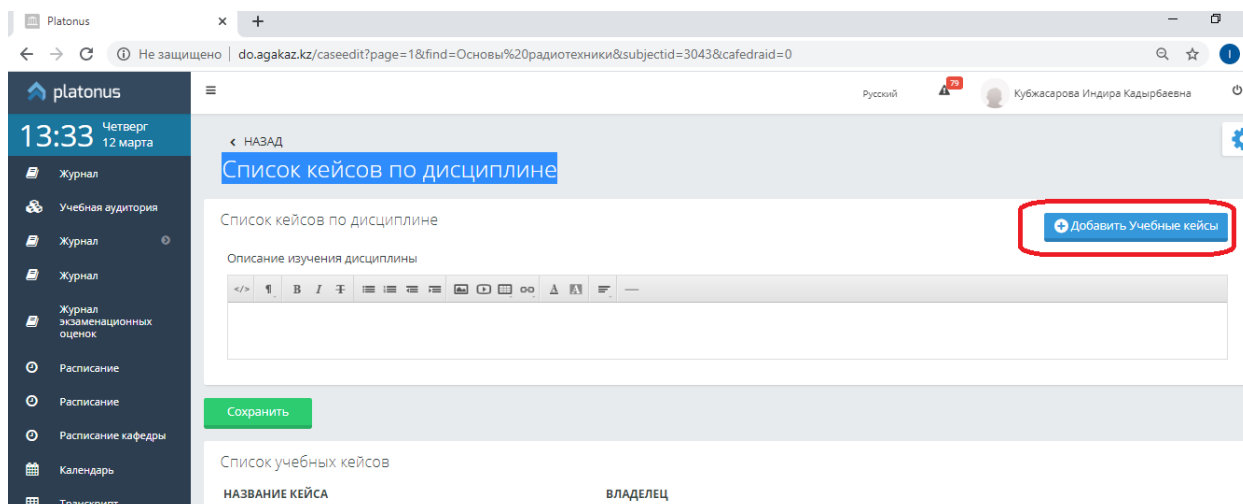 Platonus
Не защищено do.agakaz.kz/caseedit?page=1&find=Основы%20радиотехники&subjectid=3043&cafedraid=0
platonus
Русский
79
Кубжасарова Индира Кадырбаевна
13:33 Четверг
12 марта
НАЗАД
Список кейсов по дисциплине
Журнал
Учебная аудитория
Журнал
Журнал
Журнал
экзаменационных
оценок
Расписание
Расписание
Расписание кафедры
Календарь
Транскрипт
Список кейсов по дисциплине
Добавить Учебные кейсы
Описание изучения дисциплины
Сохранить
Список учебных кейсов
НАЗВАНИЕ КЕЙСА
ВЛАДЕЛЕЦ